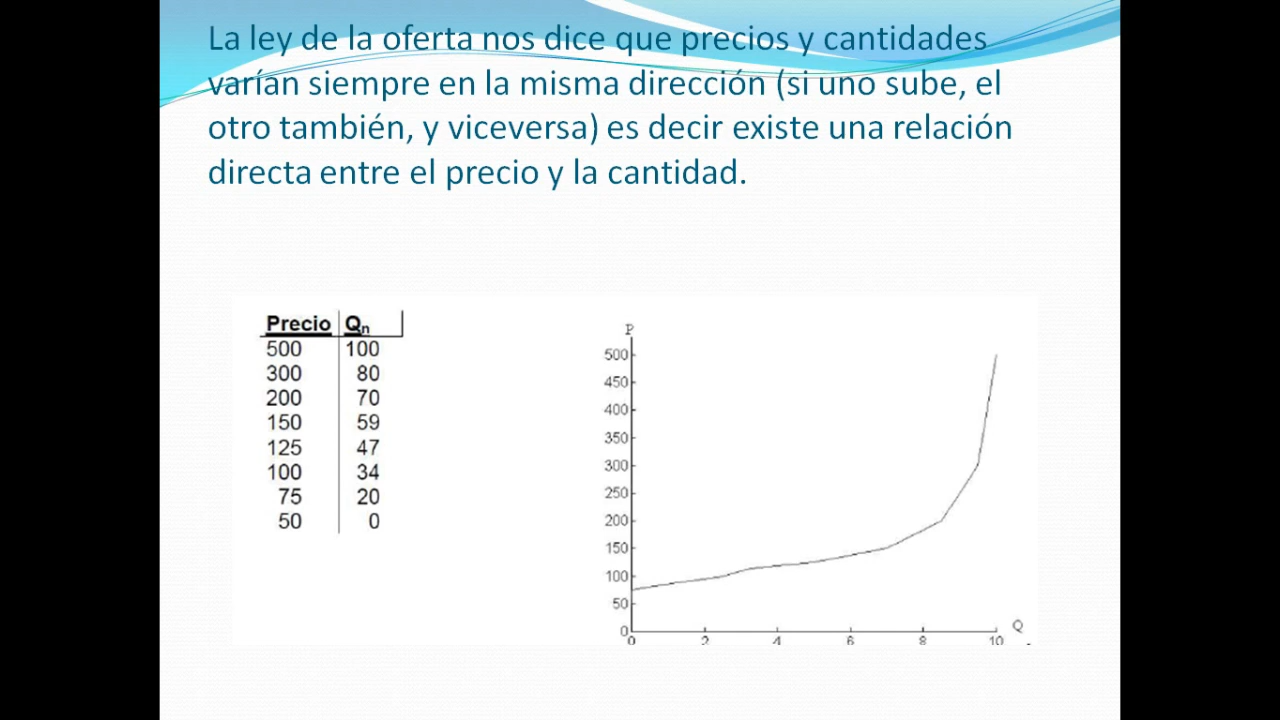 La ley de la oferta nos dice que precios y cantidades
varían siempre en la misma dirección (si uno sube, el
otro también, y viceversa) es decir existe una relación
directa entre el precio y la cantidad.
Precio Qn
500 100
300 80
200 70
150 59
125 47
100 34
75 20
50 0
P
500
450
400
350
300
250
200
150
100
50
0
0 2 4 6 8 10
Q